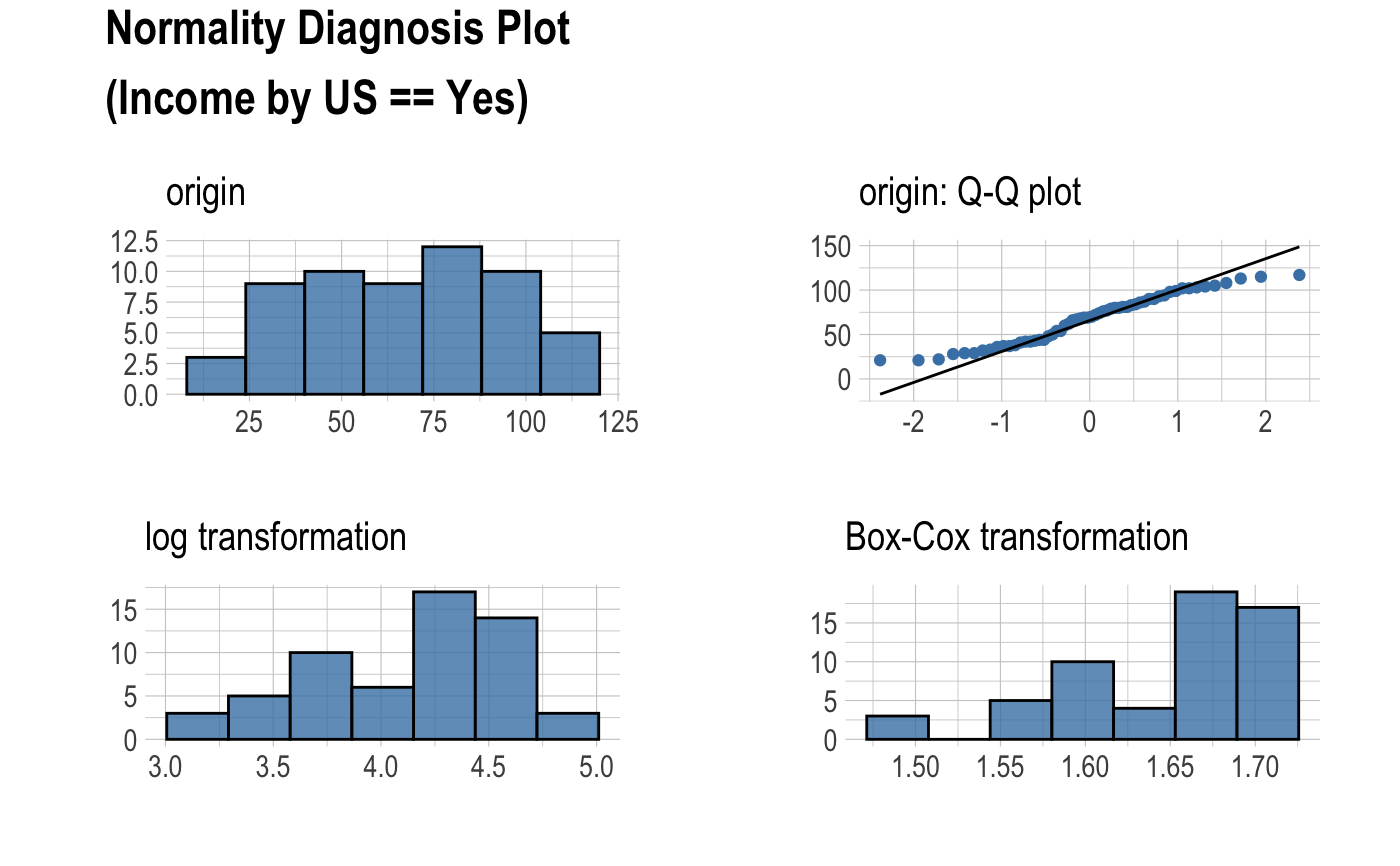 Normality Diagnosis Plot
(Income by US == Yes)
origin
12.5
10.0
7.5
5.0
2.5
0.0
25 50 75 100 125
origin: Q-Q plot
150
100
50
0
-2 -1 0 1 2
log transformation
15
10
5
0
3.0 3.5 4.0 4.5 5.0
Box-Cox transformation
15
10
5
0
1.50 1.55 1.60 1.65 1.70